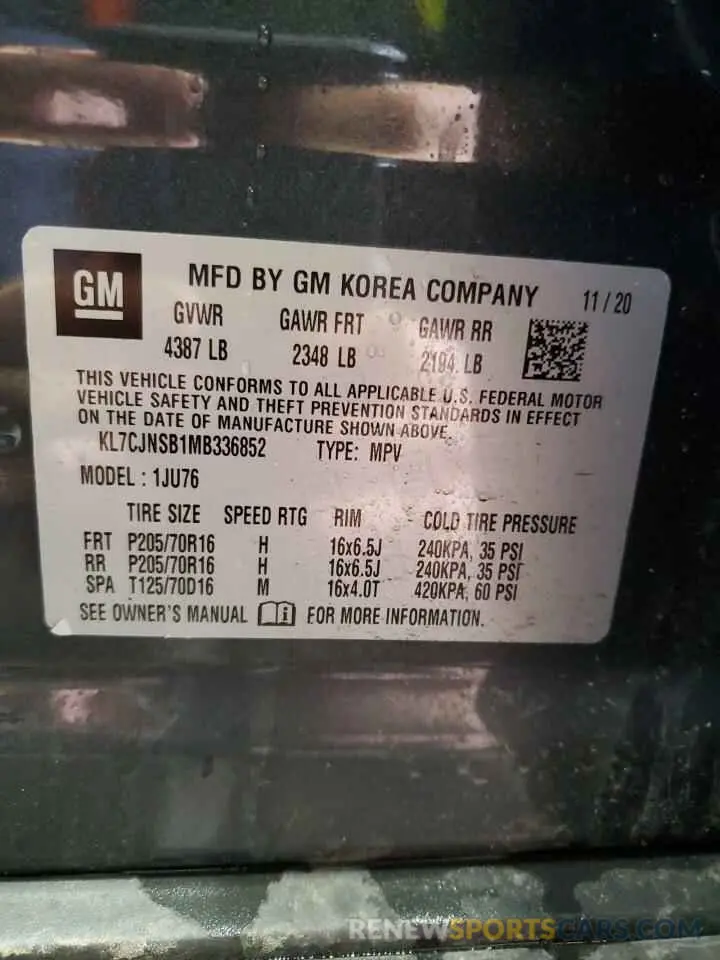 GM MFD BY GM KOREA COMPANY 11/20
GVWR GAWR FRT GAWR RR
4387 LB 2348 LB 2194 LB
THIS VEHICLE CONFORMS TO ALL APPLICABLE U.S. FEDERAL MOTOR
VEHICLE SAFETY AND THEFT PREVENTION STANDARDS IN EFFECT
ON THE DATE OF MANUFACTURE SHOWN ABOVE.
KL7CJNSB1MB336852 TYPE: MPV
MODEL : 1JU76
TIRE SIZE SPEED RTG RIM COLD TIRE PRESSURE
FRT P205/70R16 H 16x6.5J 240KPA, 35 PSI
RR P205/70R16 H 16x6.5J 240KPA, 35 PSI
SPA T125/70D16 M 16x4.0T 420KPA, 60 PSI
SEE OWNER'S MANUAL i FOR MORE INFORMATION.
RENEWSPORTSCARS.COM